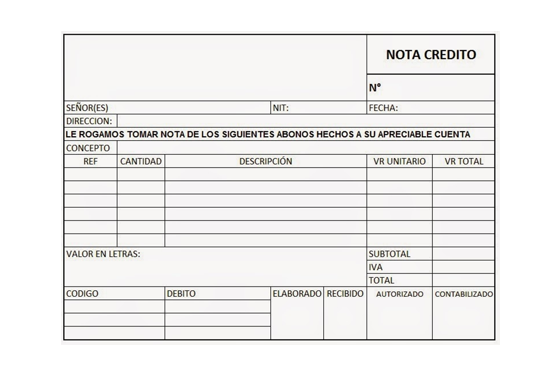 NOTA CREDITO
N°
SEÑOR(ES) NIT: FECHA:
DIRECCION:
LE ROGAMOS TOMAR NOTA DE LOS SIGUIENTES ABONOS HECHOS A SU APRECIABLE CUENTA
CONCEPTO
REF CANTIDAD DESCRIPCIÓN VR UNITARIO VR TOTAL
VALOR EN LETRAS: SUBTOTAL
IVA
TOTAL
CODIGO DEBITO ELABORADO RECIBIDO AUTORIZADO CONTABILIZADO